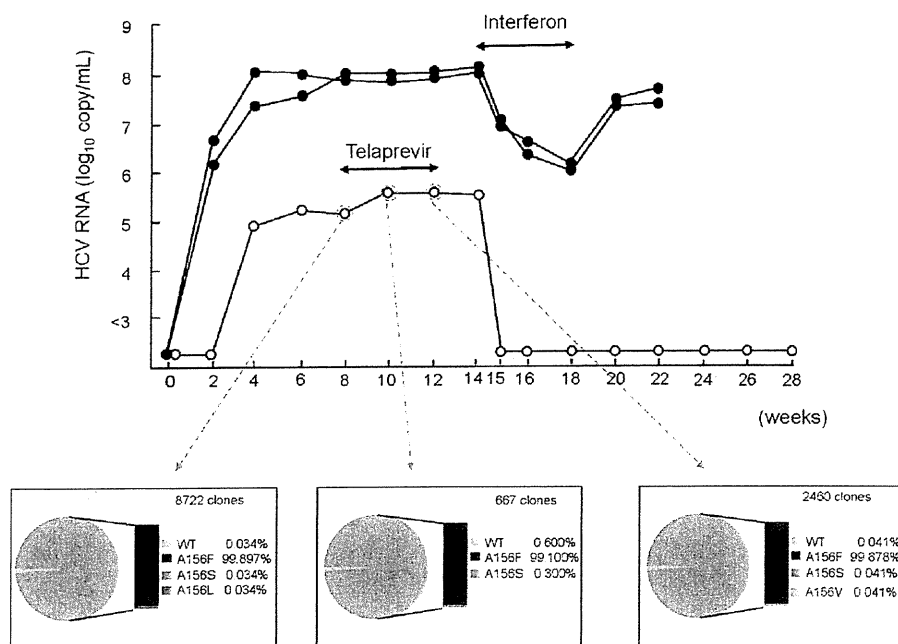 Interferon
9
8
7
6
5
4
<3
HCV RNA (log10 copy/mL)
Telaprevir
0 2 4 6 8 10 12 14 15 16 18 20 22 24 26 28
(weeks)
8722 clones
WT 0.034%
A156F 99.897%
A156S 0.034%
A156L 0.034%
667 clones
WT 0.600%
A156F 99.100%
A156S 0.300%
2460 clones
WT 0.041%
A156F 99.878%
A156S 0.041%
A156V 0.041%